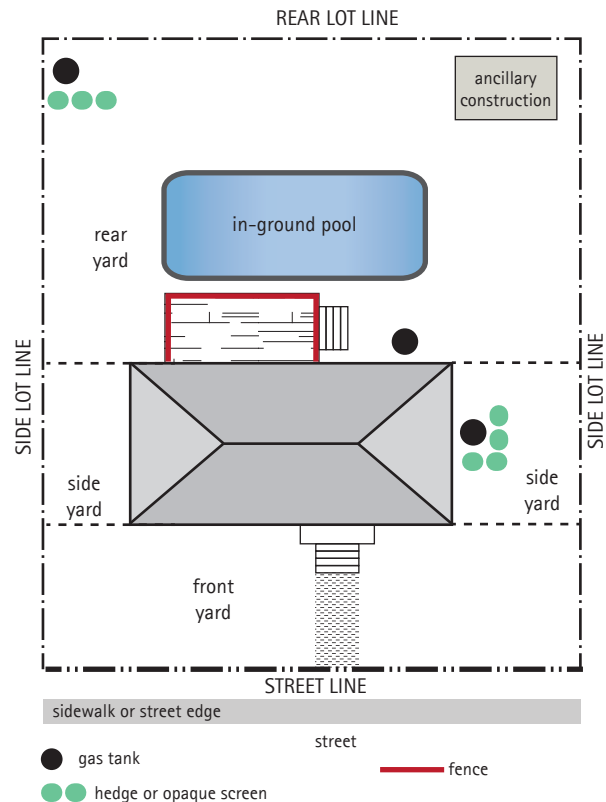 REAR LOT LINE
ancillary
construction
in-ground pool
rear
yard
SIDE LOT LINE
SIDE LOT LINE
side
yard
side
yard
front
yard
STREET LINE
sidewalk or street edge
street
gas tank
fence
hedge or opaque screen